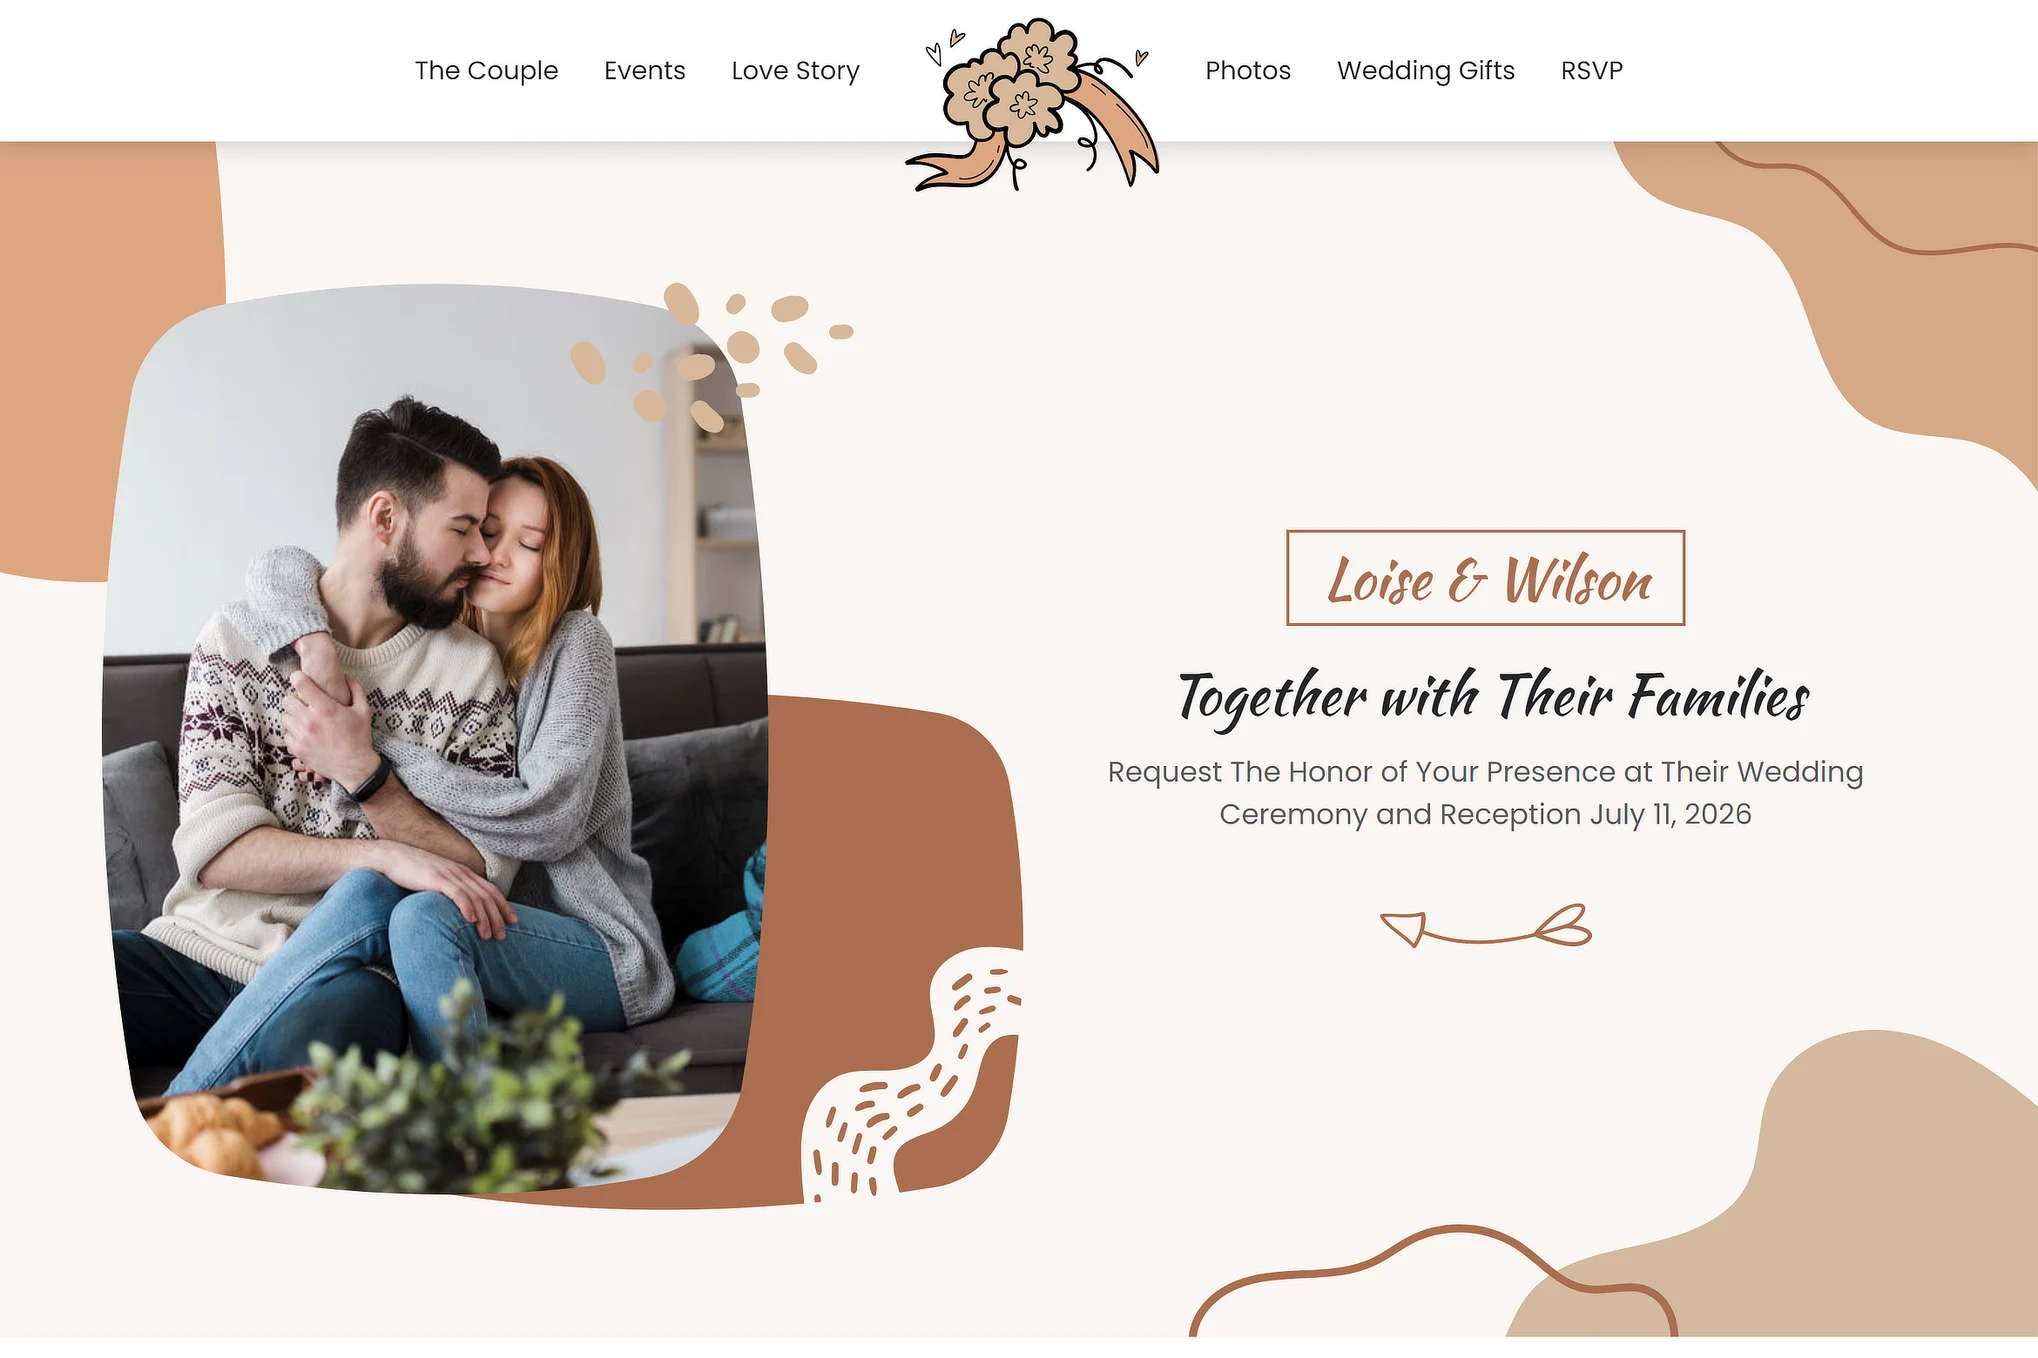 The Couple Events Love Story Photos Wedding Gifts RSVP
Loise & Wilson
Together with Their Families
Request The Honor of Your Presence at Their Wedding
Ceremony and Reception July 11, 2026